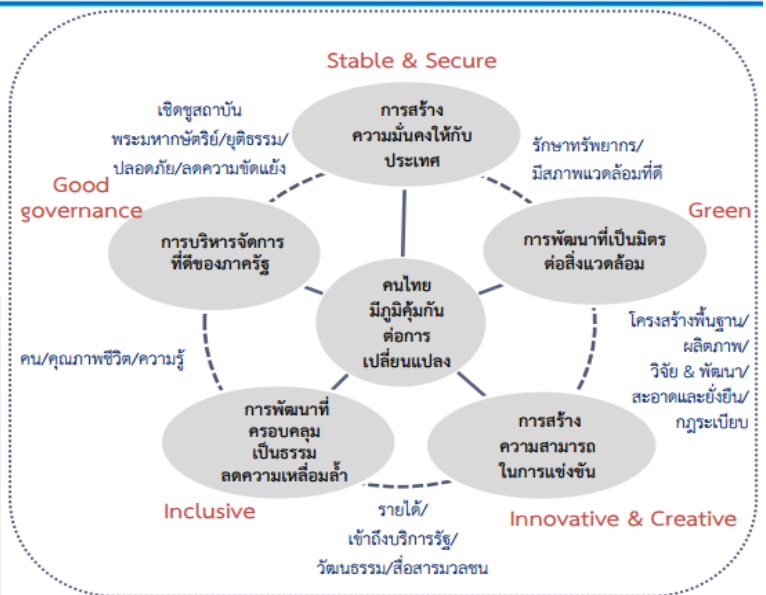 Stable & Secure
การสร้าง
ความมั่นคงให้กับ
ประเทศ
เชิดชูสถาบัน
พระมหากษัตริย์/ยุติธรรม/
ปลอดภัย/ลดความขัดแย้ง
รักษาทรัพยากร/
มีสภาพแวดล้อมที่ดี
Good
governance
การบริหารจัดการ
ที่ดีของภาครัฐ
Green
การพัฒนาที่เป็นมิตร
ต่อสิ่งแวดล้อม
คนไทย
มีภูมิคุ้มกัน
ต่อการ
เปลี่ยนแปลง
โครงสร้างพื้นฐาน/
ผลิตภาพ/
วิจัย & พัฒนา/
สะอาดและยั่งยืน/
กฎระเบียบ
คน/คุณภาพชีวิต/ความรู้
การพัฒนาที่
ครอบคลุม
เป็นธรรม
ลดความเหลื่อมล้ำ
การสร้าง
ความสามารถ
ในการแข่งขัน
Inclusive
รายได้/
เข้าถึงบริการรัฐ/
วัฒนธรรม/สื่อสารมวลชน
Innovative & Creative